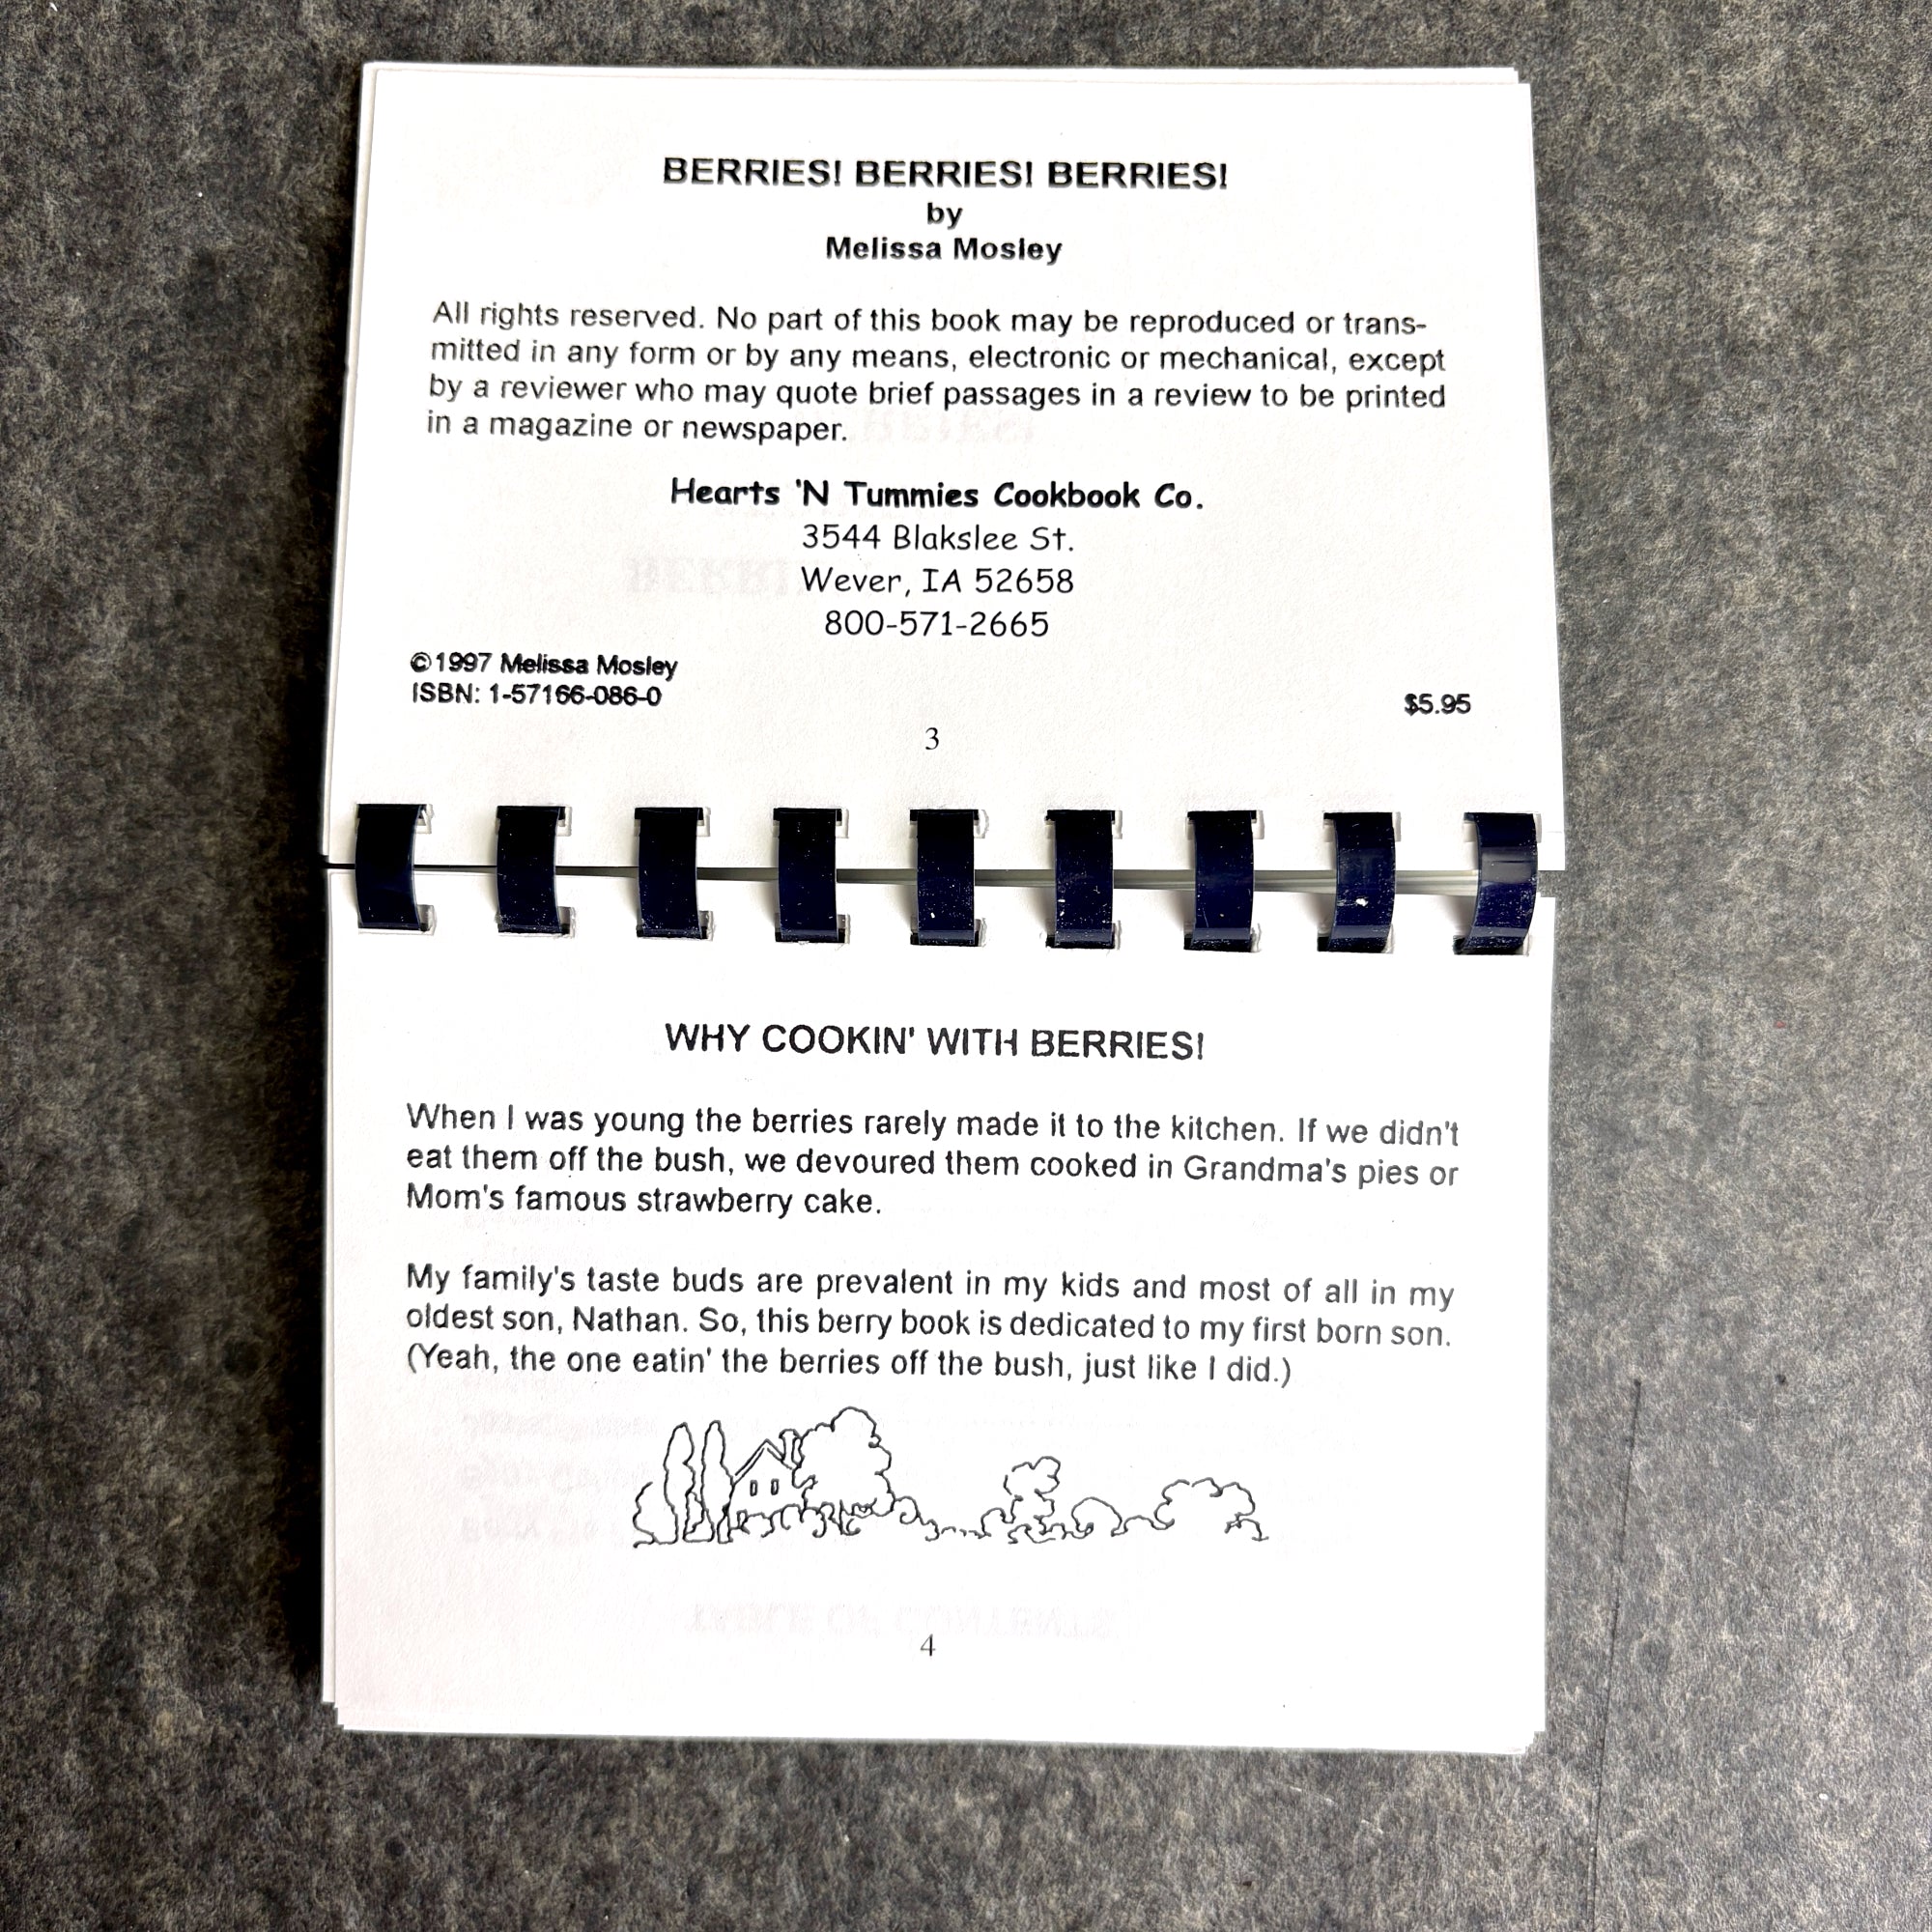 BERRIES! BERRIES! BERRIES!
by
Melissa Mosley
All rights reserved. No part of this book may be reproduced or trans-
mitted in any form or by any means, electronic or mechanical, except
by a reviewer who may quote brief passages in a review to be printed
in a magazine or newspaper.
Hearts 'N Tummies Cookbook Co.
3544 Blakslee St.
Wever, IA 52658
800-571-2665
©1997 Melissa Mosley
ISBN: 1-57166-086-0
$5.95
3
WHY COOKIN' WITH BERRIES!
When I was young the berries rarely made it to the kitchen. If we didn't
eat them off the bush, we devoured them cooked in Grandma's pies or
Mom's famous strawberry cake.
My family's taste buds are prevalent in my kids and most of all in my
oldest son, Nathan. So, this berry book is dedicated to my first born son.
(Yeah, the one eatin' the berries off the bush, just like I did.)
4